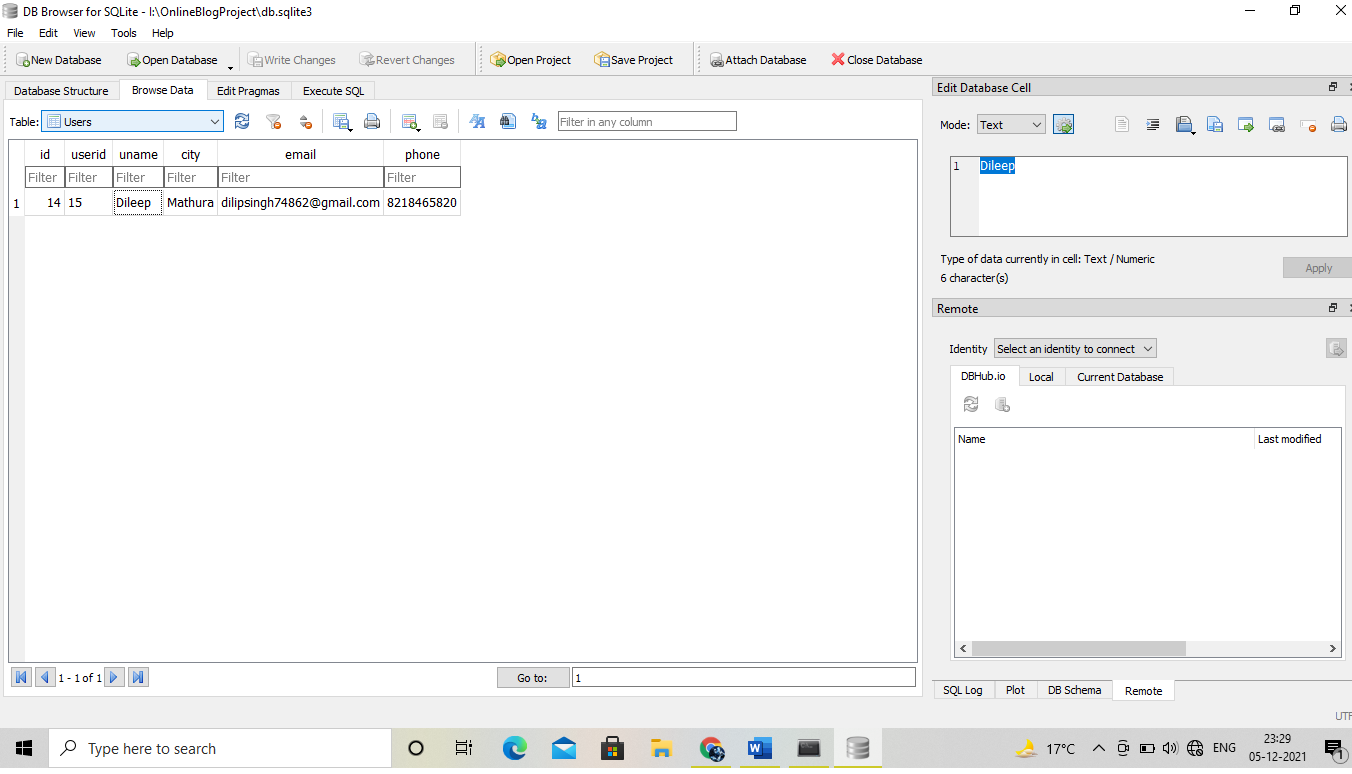 DB Browser for SQLite - I:\OnlineBlogProject\db.sqlite3
File Edit View Tools Help
New Database Open Database Write Changes Revert Changes Open Project Save Project Attach Database Close Database
Database Structure Browse Data Edit Pragmas Execute SQL
Table: Users Filter in any column
id userid uname city email phone
Filter Filter Filter Filter Filter Filter
1 14 15 Dileep Mathura dilipsingh74862@gmail.com 8218465820
1 - 1 of 1 Go to: 1
Edit Database Cell
Mode: Text
1 Dileep
Type of data currently in cell: Text / Numeric
6 character(s)
Apply
Remote
Identity Select an identity to connect
DBHub.io Local Current Database
Name Last modified
SQL Log Plot DB Schema Remote
UTF
Type here to search
17°C ENG
23:29
05-12-2021
1